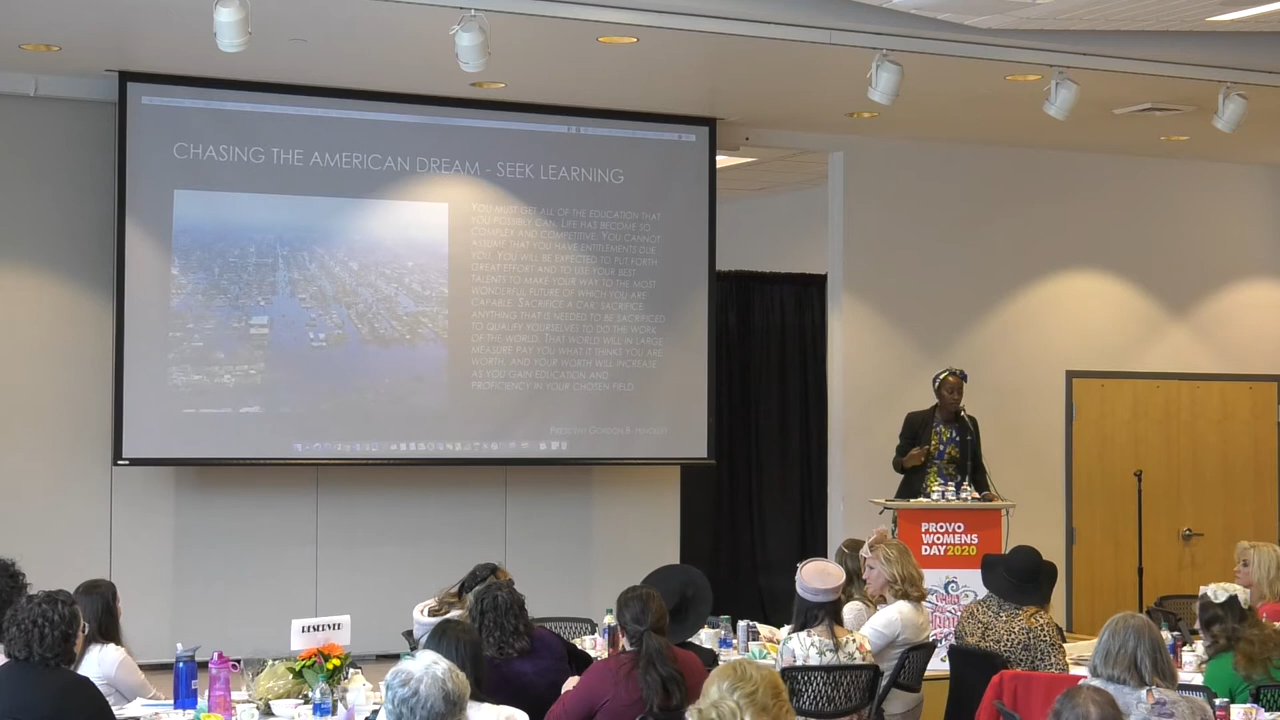 CHASING THE AMERICAN DREAM - SEEK LEARNING
YOU MUST GET ALL OF THE EDUCATION THAT
YOU POSSIBLY CAN. LIFE HAS BECOME SO
COMPLEX AND COMPETITIVE. YOU CANNOT
ASSUME THAT YOU HAVE ENTITLEMENTS DUE
YOU. YOU WILL BE EXPECTED TO PUT FORTH
GREAT EFFORT AND TO USE YOUR BEST
TALENTS TO MAKE YOUR WAY TO THE MOST
WONDERFUL FUTURE OF WHICH YOU ARE
CAPABLE. SACRIFICE A CAR; SACRIFICE
ANYTHING THAT IS NEEDED TO BE SACRIFICED
TO QUALIFY YOURSELVES TO DO THE WORK
OF THE WORLD. THAT WORLD WILL IN LARGE
MEASURE PAY YOU WHAT IT THINKS YOU ARE
WORTH, AND YOUR WORTH WILL INCREASE
AS YOU GAIN EDUCATION AND
PROFICIENCY IN YOUR CHOSEN FIELD.
PRESIDENT GORDON B. HINCKLEY
PROVO
WOMENS
DAY2020
RESERVED